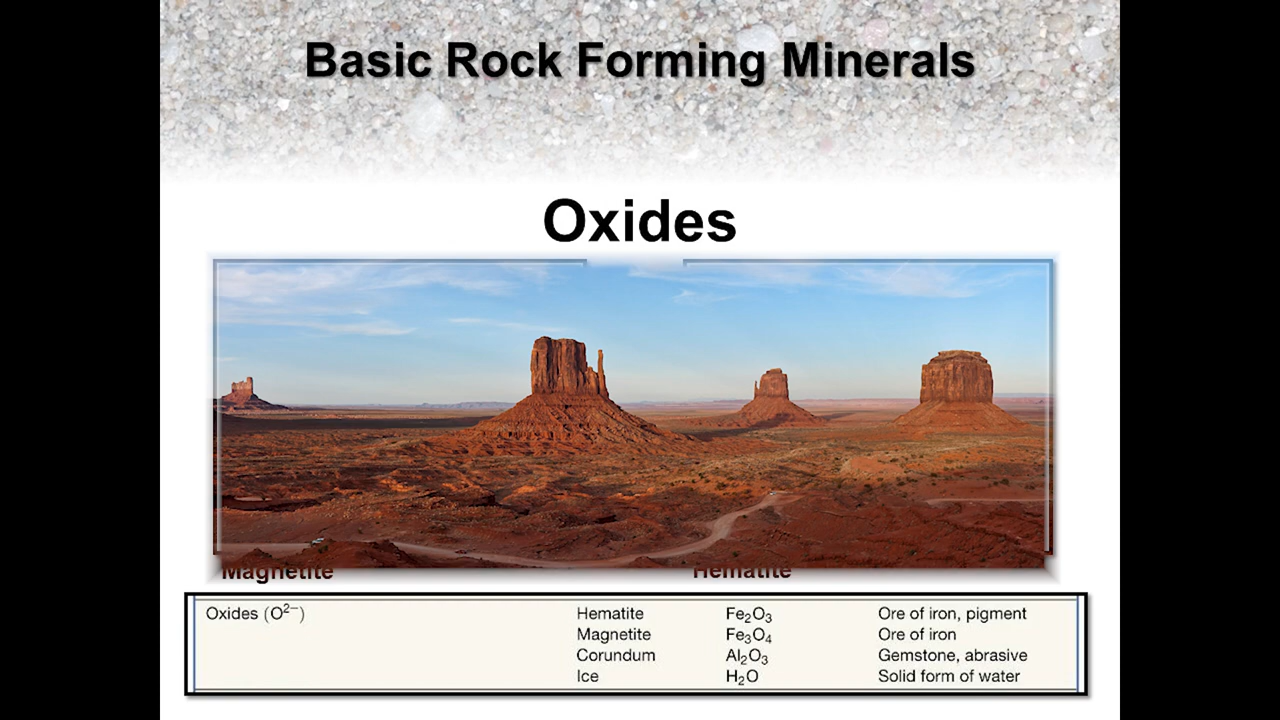 Basic Rock Forming Minerals
Oxides
Magnetite Hematite
Oxides (O²⁻) Hematite Fe₂O₃ Ore of iron, pigment
Magnetite Fe₃O₄ Ore of iron
Corundum Al₂O₃ Gemstone, abrasive
Ice H₂O Solid form of water